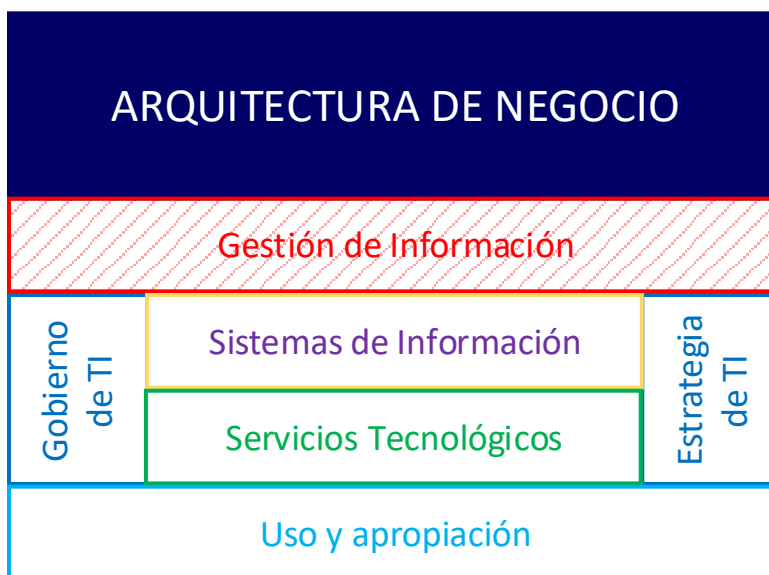 ARQUITECTURA DE NEGOCIO
Gestión de Información
Gobierno
de TI
Sistemas de Información
Servicios Tecnológicos
Estrategia
de TI
Uso y apropiación